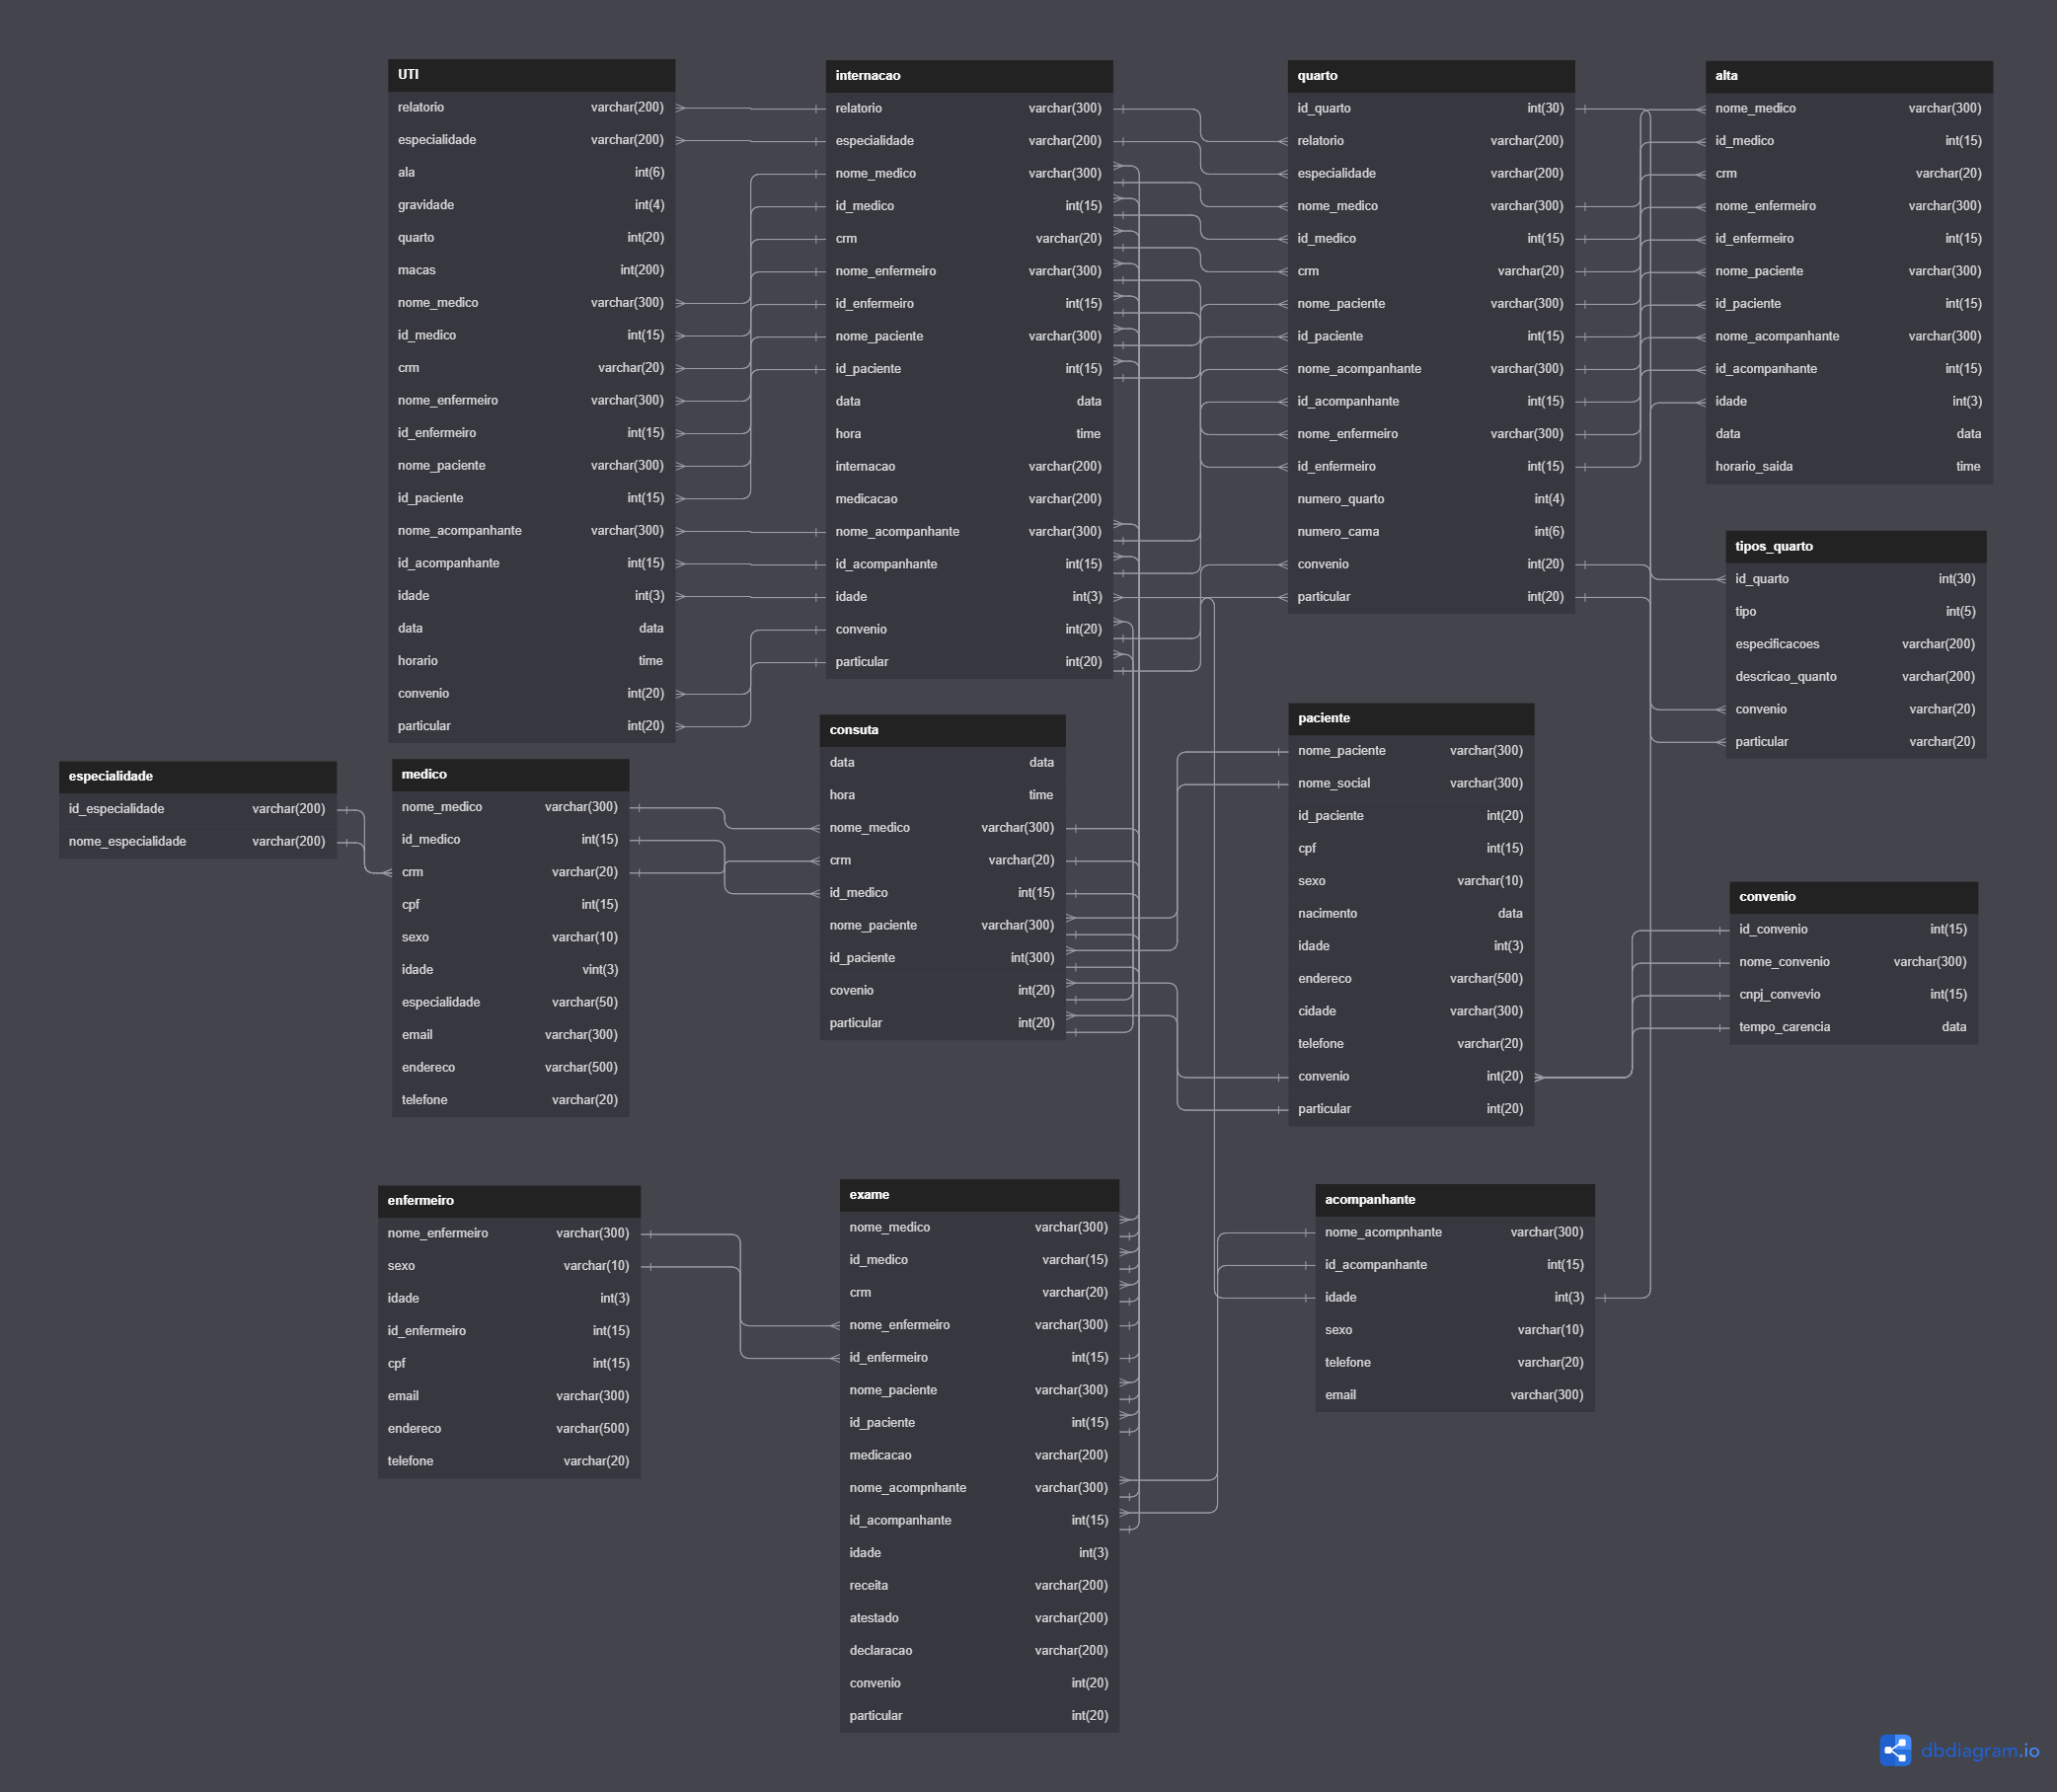 UTI
relatorio varchar(200)
especialidade varchar(200)
ala int(6)
gravidade int(4)
quarto int(20)
macas int(200)
nome_medico varchar(300)
id_medico int(15)
crm varchar(20)
nome_enfermeiro varchar(300)
id_enfermeiro int(15)
nome_paciente varchar(300)
id_paciente int(15)
nome_acompanhante varchar(300)
id_acompanhante int(15)
idade int(3)
data data
horario time
convenio int(20)
particular int(20)
internacao
relatorio varchar(300)
especialidade varchar(200)
nome_medico varchar(300)
id_medico int(15)
crm varchar(20)
nome_enfermeiro varchar(300)
id_enfermeiro int(15)
nome_paciente varchar(300)
id_paciente int(15)
data data
hora time
internacao varchar(200)
medicacao varchar(200)
nome_acompanhante varchar(300)
id_acompanhante int(15)
idade int(3)
convenio int(20)
particular int(20)
quarto
id_quarto int(30)
relatorio varchar(200)
especialidade varchar(200)
nome_medico varchar(300)
id_medico int(15)
crm varchar(20)
nome_paciente varchar(300)
id_paciente int(15)
nome_acompanhante varchar(300)
id_acompanhante int(15)
nome_enfermeiro varchar(300)
id_enfermeiro int(15)
numero_quarto int(4)
numero_cama int(6)
convenio int(20)
particular int(20)
alta
nome_medico varchar(300)
id_medico int(15)
crm varchar(20)
nome_enfermeiro varchar(300)
id_enfermeiro int(15)
nome_paciente varchar(300)
id_paciente int(15)
nome_acompanhante varchar(300)
id_acompanhante int(15)
idade int(3)
data data
horario_saida time
tipos_quarto
id_quarto int(30)
tipo int(5)
especificacoes varchar(200)
descricao_quanto varchar(200)
convenio varchar(20)
particular varchar(20)
especialidade
id_especialidade varchar(200)
nome_especialidade varchar(200)
medico
nome_medico varchar(300)
id_medico int(15)
crm varchar(20)
cpf int(15)
sexo varchar(10)
idade vint(3)
especialidade varchar(50)
email varchar(300)
endereco varchar(500)
telefone varchar(20)
consuta
data data
hora time
nome_medico varchar(300)
crm varchar(20)
id_medico int(15)
nome_paciente varchar(300)
id_paciente int(300)
covenio int(20)
particular int(20)
paciente
nome_paciente varchar(300)
nome_social varchar(300)
id_paciente int(20)
cpf int(15)
sexo varchar(10)
nacimento data
idade int(3)
endereco varchar(500)
cidade varchar(300)
telefone varchar(20)
convenio int(20)
particular int(20)
convenio
id_convenio int(15)
nome_convenio varchar(300)
cnpj_convevio int(15)
tempo_carencia data
enfermeiro
nome_enfermeiro varchar(300)
sexo varchar(10)
idade int(3)
id_enfermeiro int(15)
cpf int(15)
email varchar(300)
endereco varchar(500)
telefone varchar(20)
exame
nome_medico varchar(300)
id_medico varchar(15)
crm varchar(20)
nome_enfermeiro varchar(300)
id_enfermeiro int(15)
nome_paciente varchar(300)
id_paciente int(15)
medicacao varchar(200)
nome_acompnhante varchar(300)
id_acompanhante int(15)
idade int(3)
receita varchar(200)
atestado varchar(200)
declaracao varchar(200)
convenio int(20)
particular int(20)
acompanhante
nome_acompnhante varchar(300)
id_acompanhante int(15)
idade int(3)
sexo varchar(10)
telefone varchar(20)
email varchar(300)
dbdiagram.io